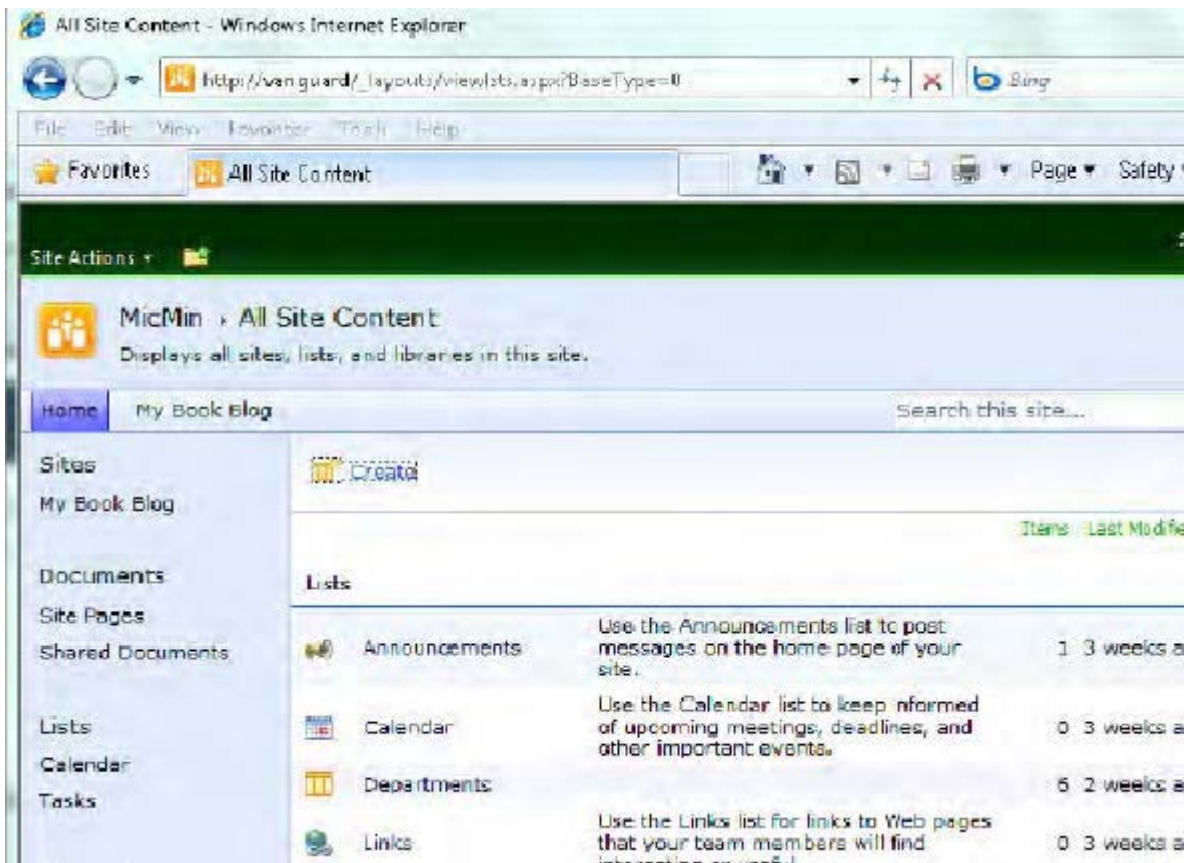 All Site Content - Windows Internet Explorer
http://vanguard/_layouts/viewlsts.aspx?BaseType=0
Bing
File Edit View Favorites Tools Help
Favorites All Site Content
Page Safety
Site Actions
MicMin › All Site Content
Displays all sites, lists, and libraries in this site.
Home My Book Blog
Search this site...
Sites
My Book Blog
Documents
Site Pages
Shared Documents
Lists
Calendar
Tasks
Create
Items Last Modifie
Lists
Announcements
Use the Announcements list to post
messages on the home page of your
site.
1 3 weeks a
Calendar
Use the Calendar list to keep nformed
of upcoming meetings, deadlines, and
other important events.
0 3 weeks a
Departments
6 2 weeks a
Links
Use the Links list for links to Web pages
that your team members will find
0 3 weeks a